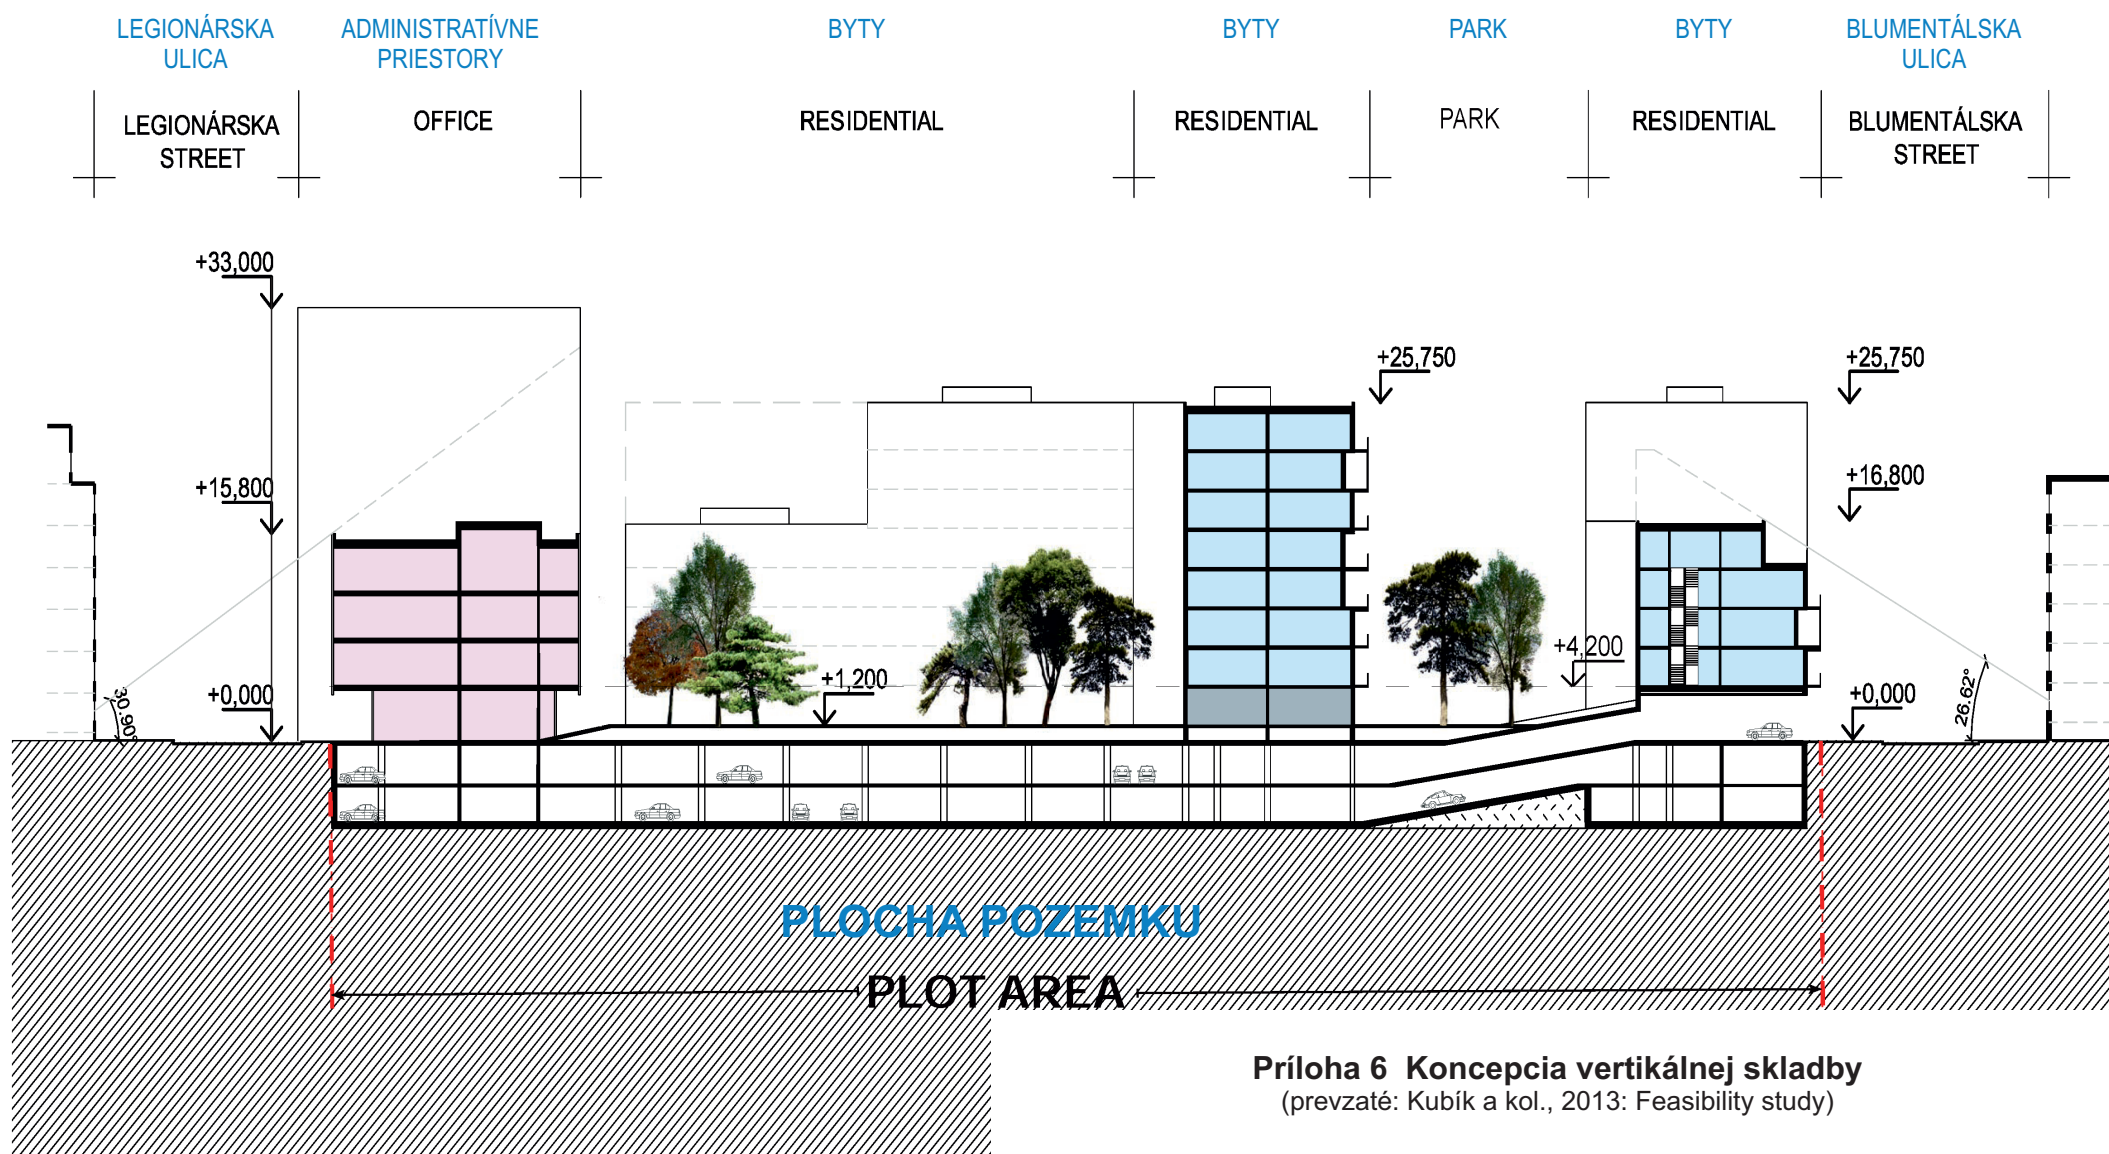 LEGIONÁRSKA
ULICA
ADMINISTRATÍVNE
PRIESTORY
BYTY
BYTY
PARK
BYTY
BLUMENTÁLSKA
ULICA
LEGIONÁRSKA
STREET
OFFICE
RESIDENTIAL
RESIDENTIAL
PARK
RESIDENTIAL
BLUMENTÁLSKA
STREET
+33,000
+25,750
+25,750
+15,800
+16,800
+4,200
+1,200
+0,000
+0,000
30.90°
26.62°
PLOCHA POZEMKU
PLOT AREA
Príloha 6 Koncepcia vertikálnej skladby
(prevzaté: Kubík a kol., 2013: Feasibility study)